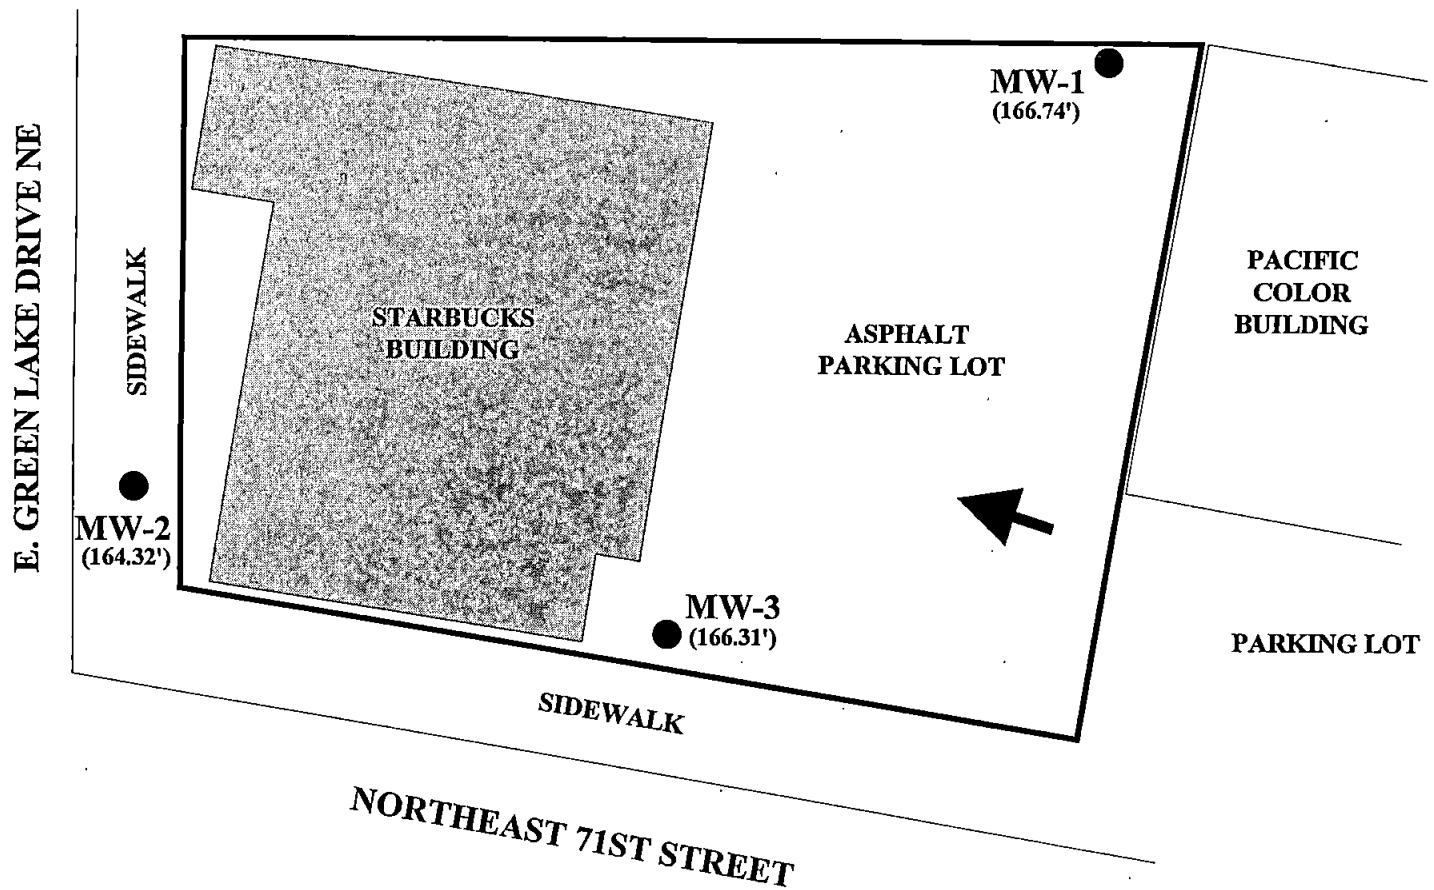 MW-1
(166.74')
E. GREEN LAKE DRIVE NE
SIDEWALK
STARBUCKS
BUILDING
ASPHALT
PARKING LOT
PACIFIC
COLOR
BUILDING
MW-2
(164.32')
MW-3
(166.31')
PARKING LOT
SIDEWALK
NORTHEAST 71ST STREET